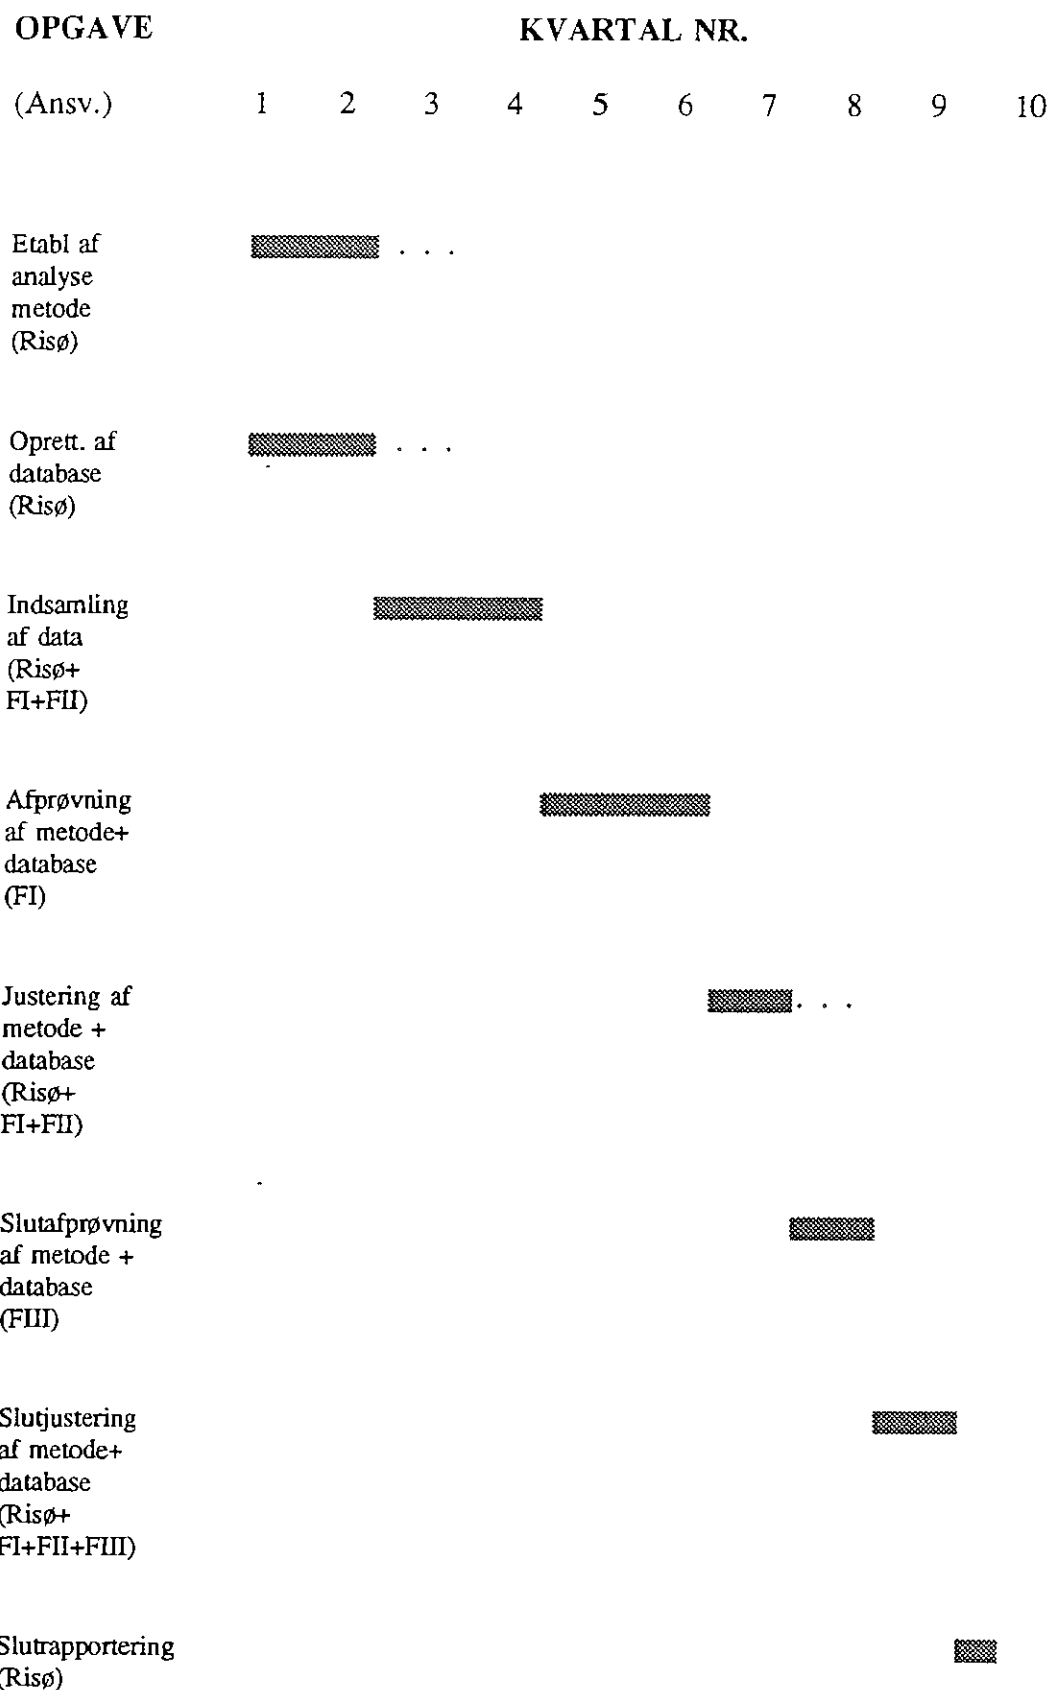 OPGAVE KVARTAL NR.
(Ansv.) 1 2 3 4 5 6 7 8 9 10
Etabl af . . .
analyse
metode
(Risø)
Oprett. af . . .
database
(Risø)
Indsamling
af data
(Risø+
FI+FII)
Afprøvning
af metode+
database
(FI)
Justering af . . .
metode +
database
(Risø+
FI+FII)
Slutafprøvning
af metode +
database
(FIII)
Slutjustering
af metode+
database
(Risø+
FI+FII+FIII)
Slutrapportering
(Risø)